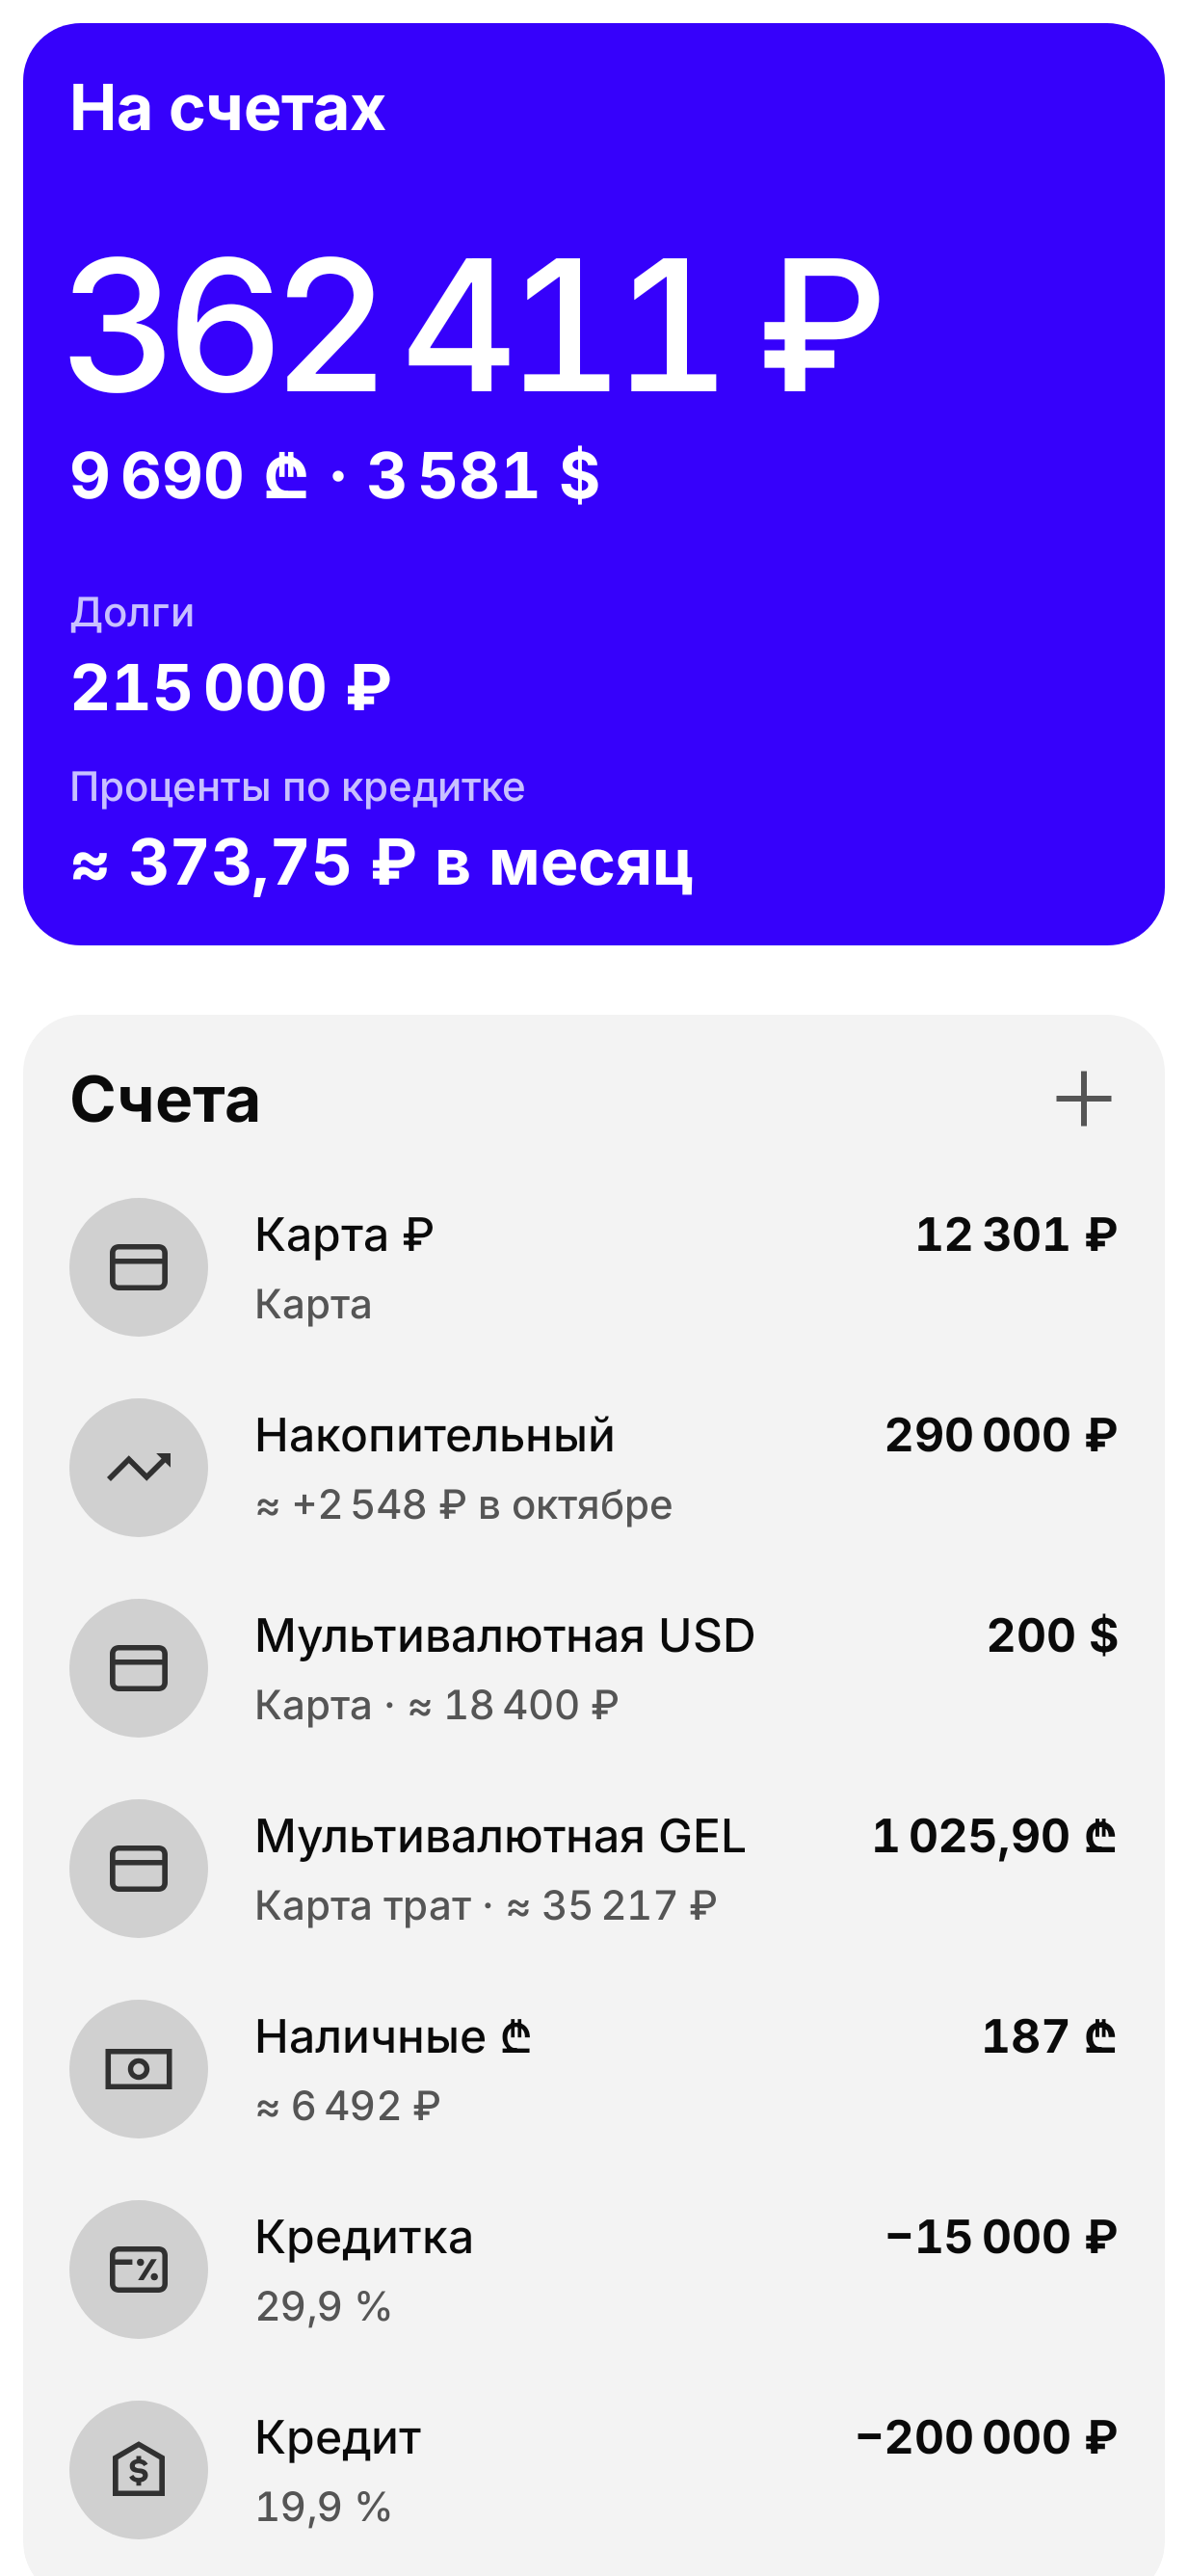 На счетах
362 411 ₽
9 690 ₾ · 3 581 $
Долги
215 000 ₽
Проценты по кредитке
≈ 373,75 ₽ в месяц
Счета
Карта ₽
12 301 ₽
Карта
Накопительный
290 000 ₽
≈ +2 548 ₽ в октябре
Мультивалютная USD
200 $
Карта · ≈ 18 400 ₽
Мультивалютная GEL
1 025,90 ₾
Карта трат · ≈ 35 217 ₽
Наличные ₾
187 ₾
≈ 6 492 ₽
Кредитка
−15 000 ₽
29,9 %
Кредит
−200 000 ₽
19,9 %